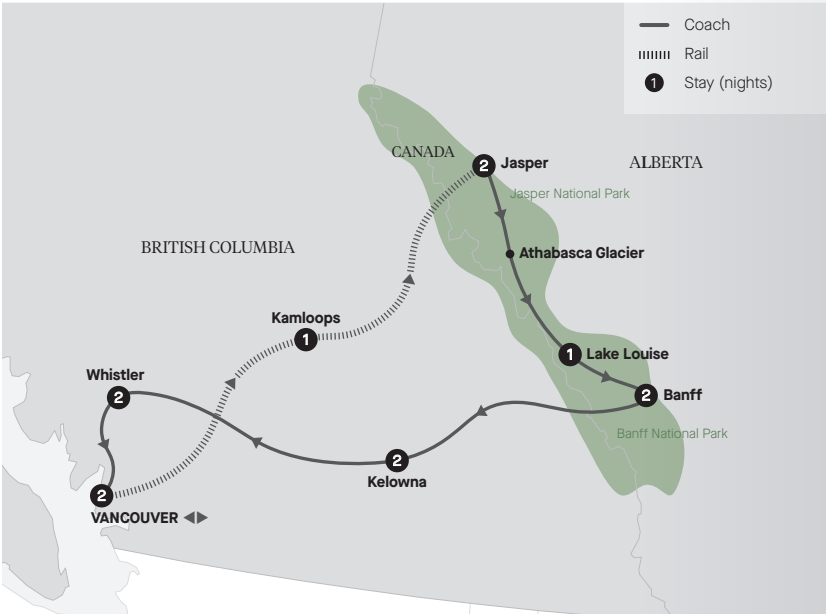 Coach
Rail
1 Stay (nights)
CANADA
2 Jasper
ALBERTA
Jasper National Park
BRITISH COLUMBIA
Athabasca Glacier
Kamloops
1
1 Lake Louise
Whistler
2
2 Banff
Banff National Park
2
Kelowna
2
VANCOUVER